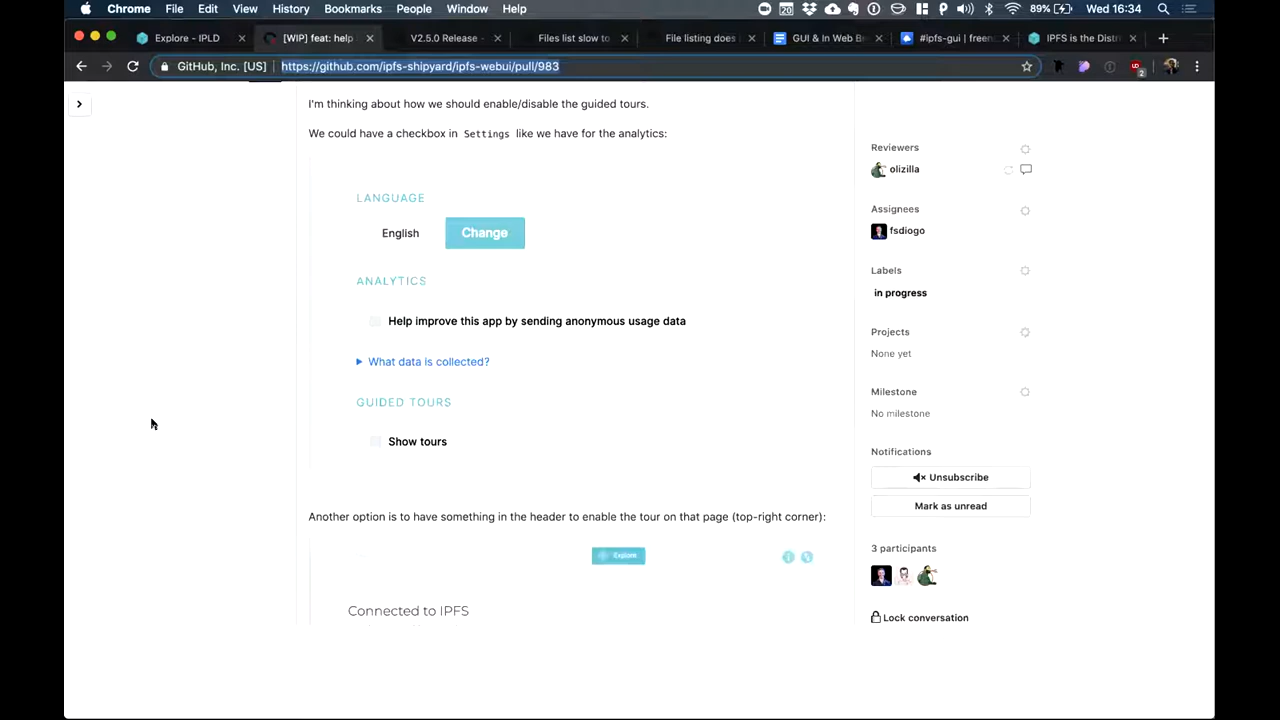 Chrome File Edit View History Bookmarks People Window Help 20 89% Wed 16:34
Explore - IPLD × [WIP] feat: help × V2.5.0 Release - × Files list slow to × File listing does × GUI & In Web B × #ipfs-gui | freen × IPFS is the Distri × +
GitHub, Inc. [US] | https://github.com/ipfs-shipyard/ipfs-webui/pull/983
2
I'm thinking about how we should enable/disable the guided tours.
We could have a checkbox in Settings like we have for the analytics:
LANGUAGE
English Change
ANALYTICS
Help improve this app by sending anonymous usage data
What data is collected?
GUIDED TOURS
Show tours
Another option is to have something in the header to enable the tour on that page (top-right corner):
Explore
Connected to IPFS
Reviewers
olizilla
Assignees
fsdiogo
Labels
in progress
Projects
None yet
Milestone
No milestone
Notifications
Unsubscribe
Mark as unread
3 participants
Lock conversation